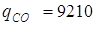 q_CO = 9210